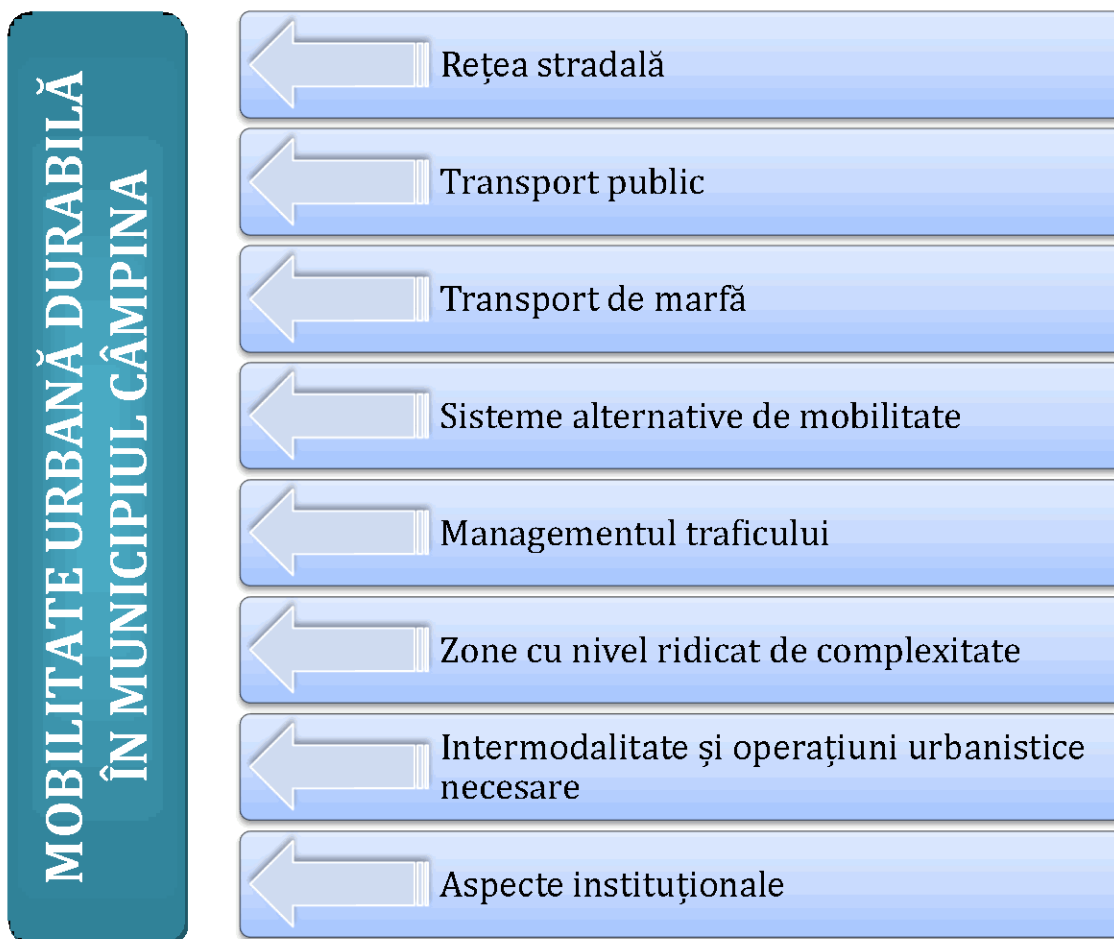 MOBILITATE URBANĂ DURABILĂ
ÎN MUNICIPIUL CÂMPINA
Rețea stradală
Transport public
Transport de marfă
Sisteme alternative de mobilitate
Managementul traficului
Zone cu nivel ridicat de complexitate
Intermodalitate și operațiuni urbanistice
necesare
Aspecte instituționale